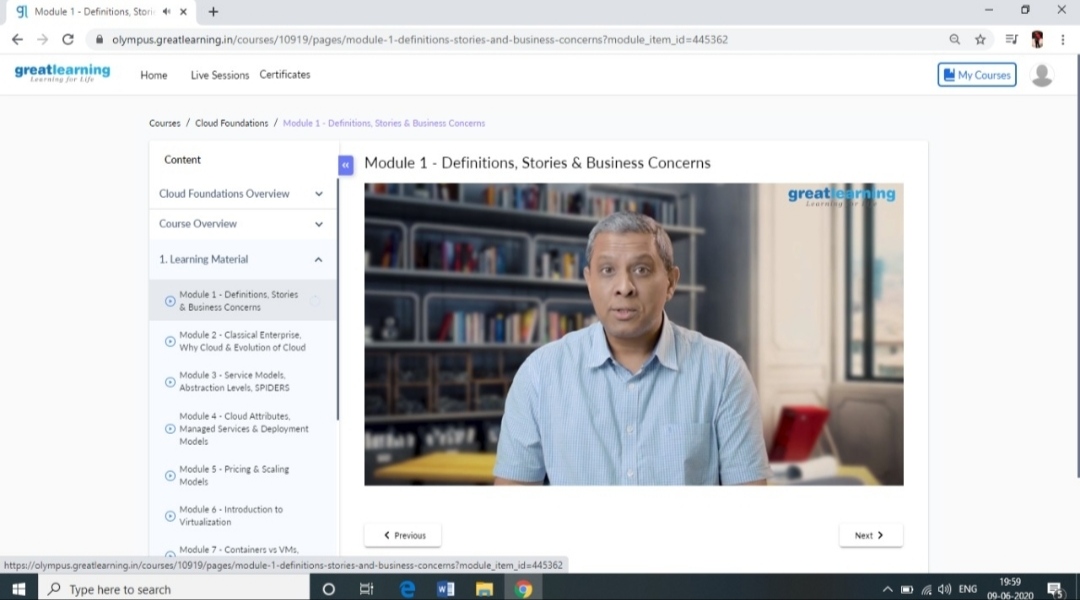 Module 1 - Definitions, Stori
olympus.greatlearning.in/courses/10919/pages/module-1-definitions-stories-and-business-concerns?module_item_id=445362
greatlearning
Learning for Life
Home
Live Sessions
Certificates
My Courses
Courses / Cloud Foundations / Module 1 - Definitions, Stories & Business Concerns
Content
Cloud Foundations Overview
Course Overview
1. Learning Material
Module 1 - Definitions, Stories
& Business Concerns
Module 2 - Classical Enterprise,
Why Cloud & Evolution of Cloud
Module 3 - Service Models,
Abstraction Levels, SPIDERS
Module 4 - Cloud Attributes,
Managed Services & Deployment
Models
Module 5 - Pricing & Scaling
Models
Module 6 - Introduction to
Virtualization
Module 7 - Containers vs VMs,
Module 1 - Definitions, Stories & Business Concerns
greatlearning
Learning for Life
Previous
Next
https://olympus.greatlearning.in/courses/10919/pages/module-1-definitions-stories-and-business-concerns?module_item_id=445362
Type here to search
ENG
19:59
09-06-2020
5